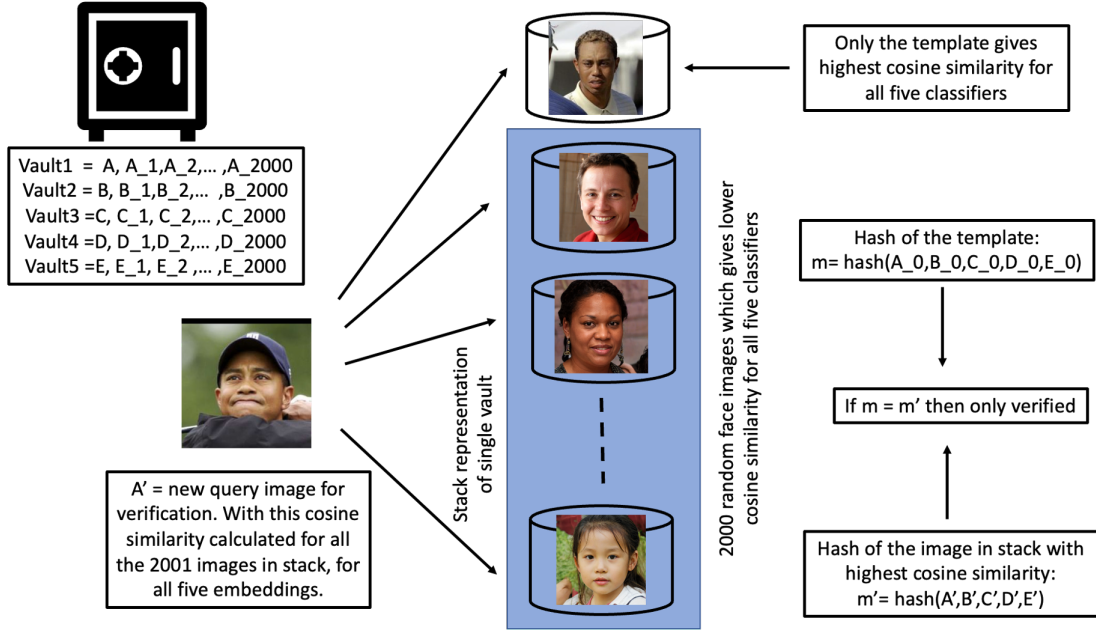 Vault1 = A, A_1,A_2,... ,A_2000
Vault2 = B, B_1,B_2,... ,B_2000
Vault3 =C, C_1, C_2,... ,C_2000
Vault4 =D, D_1,D_2,... ,D_2000
Vault5 =E, E_1, E_2 ,... ,E_2000
A’ = new query image for
verification. With this cosine
similarity calculated for all
the 2001 images in stack, for
all five embeddings.
Stack representation
of single vault
2000 random face images which gives lower
cosine similarity for all five classifiers
Only the template gives
highest cosine similarity for
all five classifiers
Hash of the template:
m= hash(A_0,B_0,C_0,D_0,E_0)
If m = m’ then only verified
Hash of the image in stack with
highest cosine similarity:
m’= hash(A’,B’,C’,D’,E’)